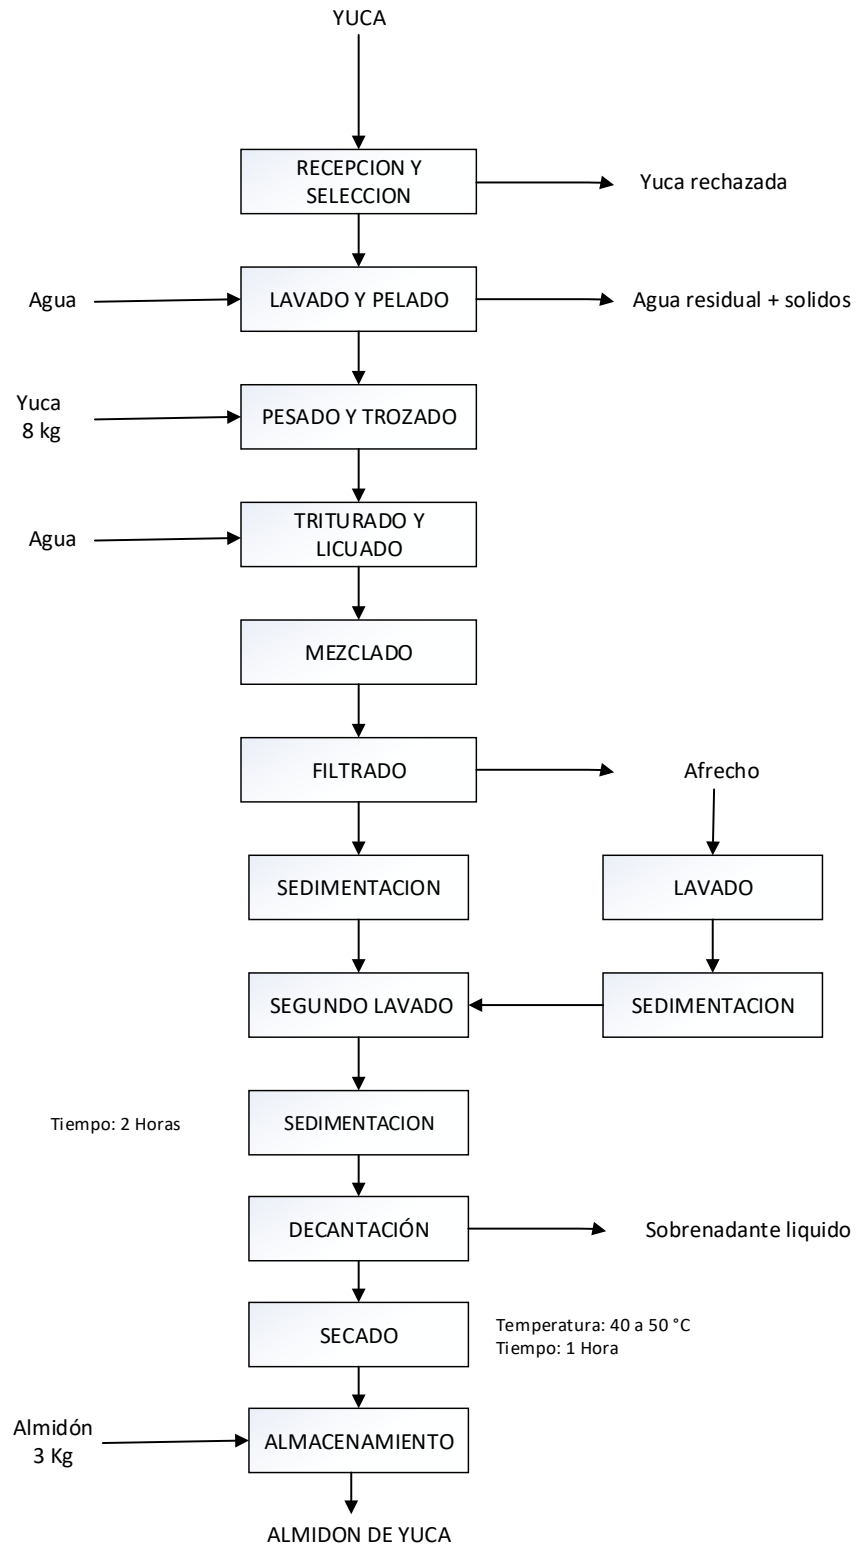 YUCA
RECEPCION Y
SELECCION
Yuca rechazada
Agua
LAVADO Y PELADO
Agua residual + solidos
Yuca
8 kg
PESADO Y TROZADO
Agua
TRITURADO Y
LICUADO
MEZCLADO
FILTRADO
Afrecho
SEDIMENTACION
LAVADO
SEGUNDO LAVADO
SEDIMENTACION
Tiempo: 2 Horas
SEDIMENTACION
DECANTACIÓN
Sobrenadante liquido
SECADO
Temperatura: 40 a 50 °C
Tiempo: 1 Hora
Almidón
3 Kg
ALMACENAMIENTO
ALMIDON DE YUCA